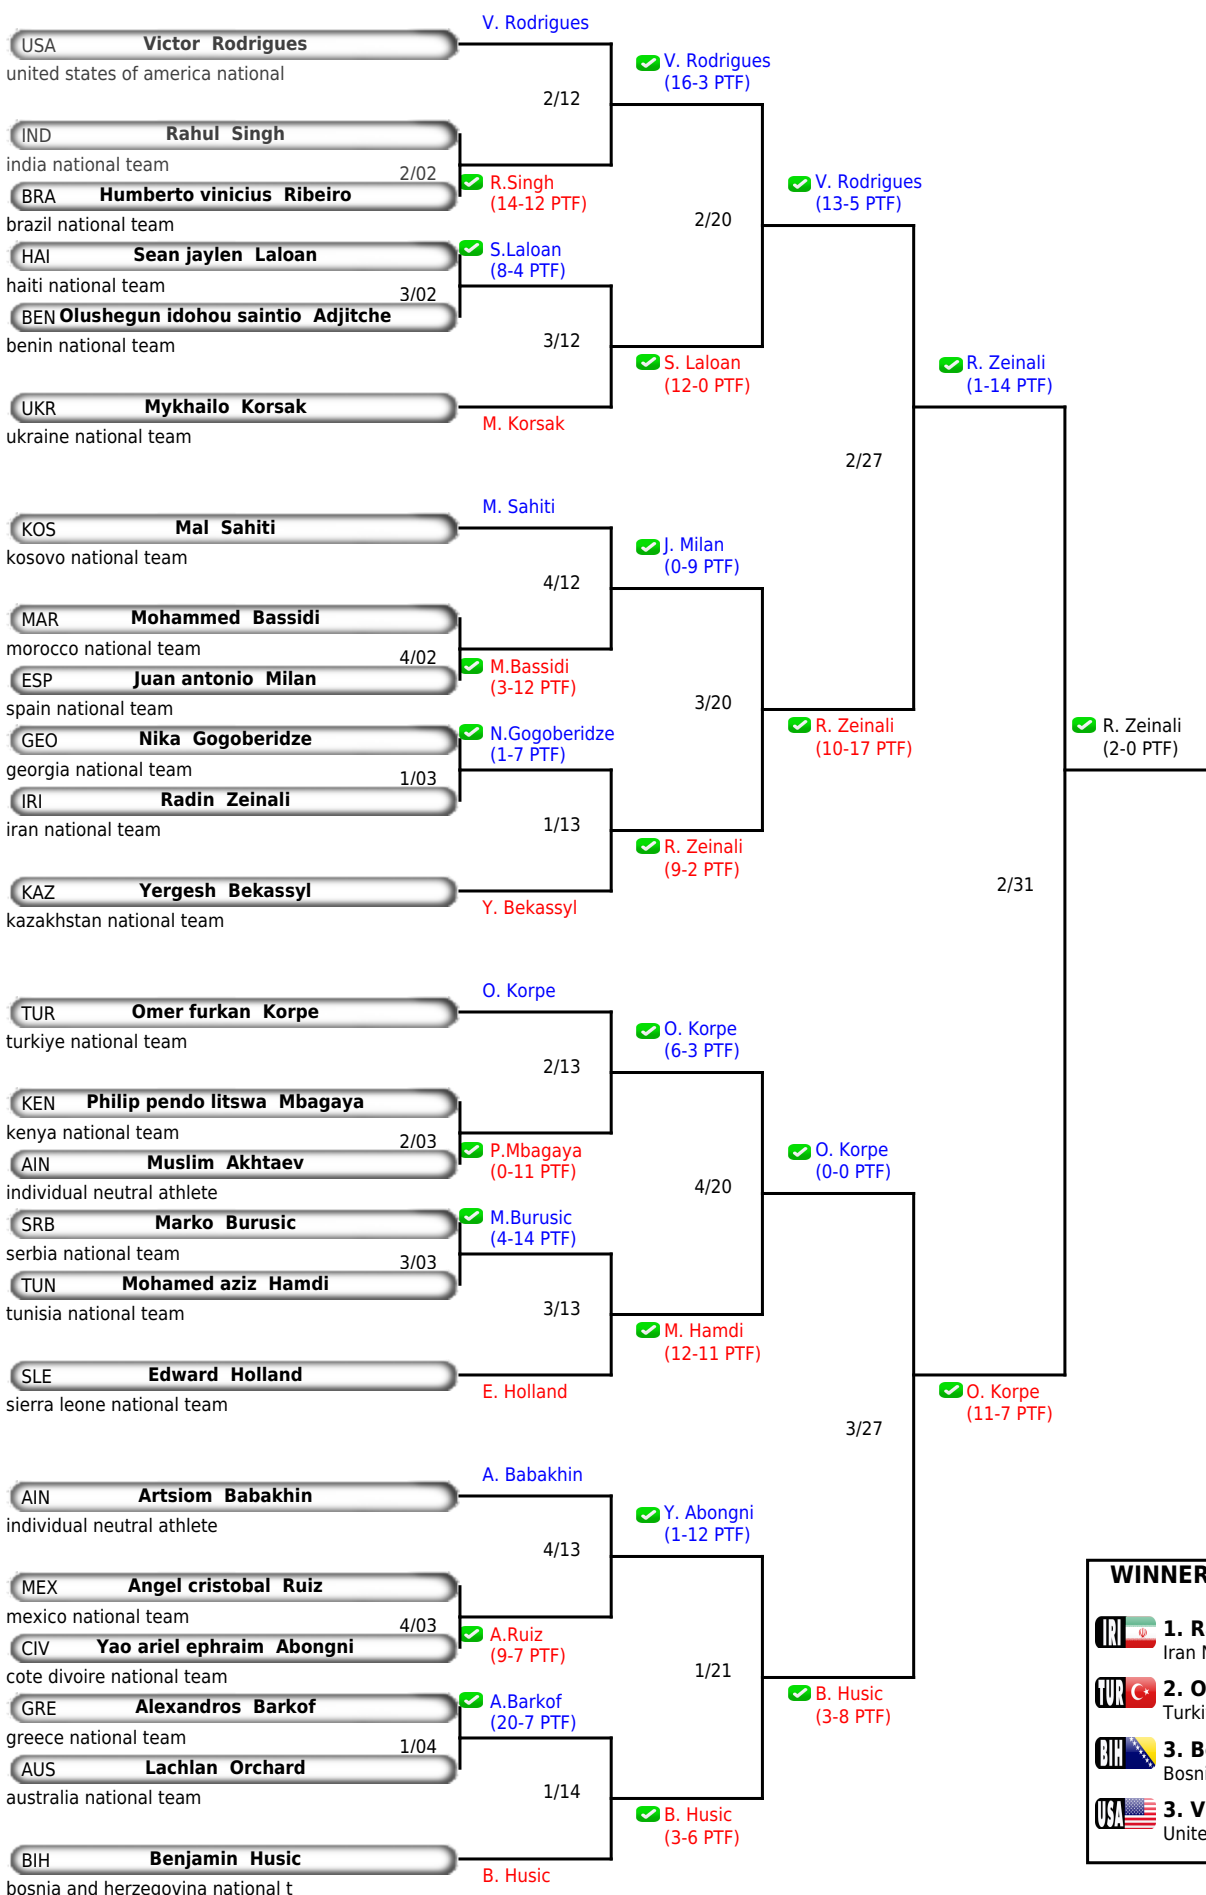 V. Rodrigues
USA Victor Rodrigues
united states of america national
V. Rodrigues
(16-3 PTF)
2/12
IND Rahul Singh
india national team
2/02
R.Singh
(14-12 PTF)
V. Rodrigues
(13-5 PTF)
BRA Humberto vinicius Ribeiro
brazil national team
2/20
HAI Sean jaylen Laloan
S.Laloan
(8-4 PTF)
haiti national team
3/02
BEN Olushegun idohou saintio Adjitche
benin national team
3/12
S. Laloan
(12-0 PTF)
R. Zeinali
(1-14 PTF)
UKR Mykhailo Korsak
ukraine national team
M. Korsak
2/27
M. Sahiti
KOS Mal Sahiti
kosovo national team
J. Milan
(0-9 PTF)
4/12
MAR Mohammed Bassidi
morocco national team
4/02
M.Bassidi
(3-12 PTF)
ESP Juan antonio Milan
spain national team
3/20
GEO Nika Gogoberidze
N.Gogoberidze
(1-7 PTF)
R. Zeinali
(10-17 PTF)
R. Zeinali
(2-0 PTF)
georgia national team
1/03
IRI Radin Zeinali
iran national team
1/13
R. Zeinali
(9-2 PTF)
KAZ Yergesh Bekassyl
kazakhstan national team
Y. Bekassyl
2/31
O. Korpe
TUR Omer furkan Korpe
turkiye national team
O. Korpe
(6-3 PTF)
2/13
KEN Philip pendo litswa Mbagaya
kenya national team
2/03
P.Mbagaya
(0-11 PTF)
O. Korpe
(0-0 PTF)
AIN Muslim Akhtaev
individual neutral athlete
4/20
SRB Marko Burusic
M.Burusic
(4-14 PTF)
serbia national team
3/03
TUN Mohamed aziz Hamdi
tunisia national team
3/13
M. Hamdi
(12-11 PTF)
SLE Edward Holland
sierra leone national team
E. Holland
O. Korpe
(11-7 PTF)
3/27
A. Babakhin
AIN Artsiom Babakhin
individual neutral athlete
Y. Abongni
(1-12 PTF)
4/13
MEX Angel cristobal Ruiz
mexico national team
4/03
A.Ruiz
(9-7 PTF)
CIV Yao ariel ephraim Abongni
cote divoire national team
1/21
GRE Alexandros Barkof
A.Barkof
(20-7 PTF)
B. Husic
(3-8 PTF)
greece national team
1/04
AUS Lachlan Orchard
australia national team
1/14
B. Husic
(3-6 PTF)
BIH Benjamin Husic
bosnia and herzegovina national t
B. Husic
WINNER
IRI 1. R
Iran N
TUR 2. O
Turki
BIH 3. B
Bosni
USA 3. V
Unite